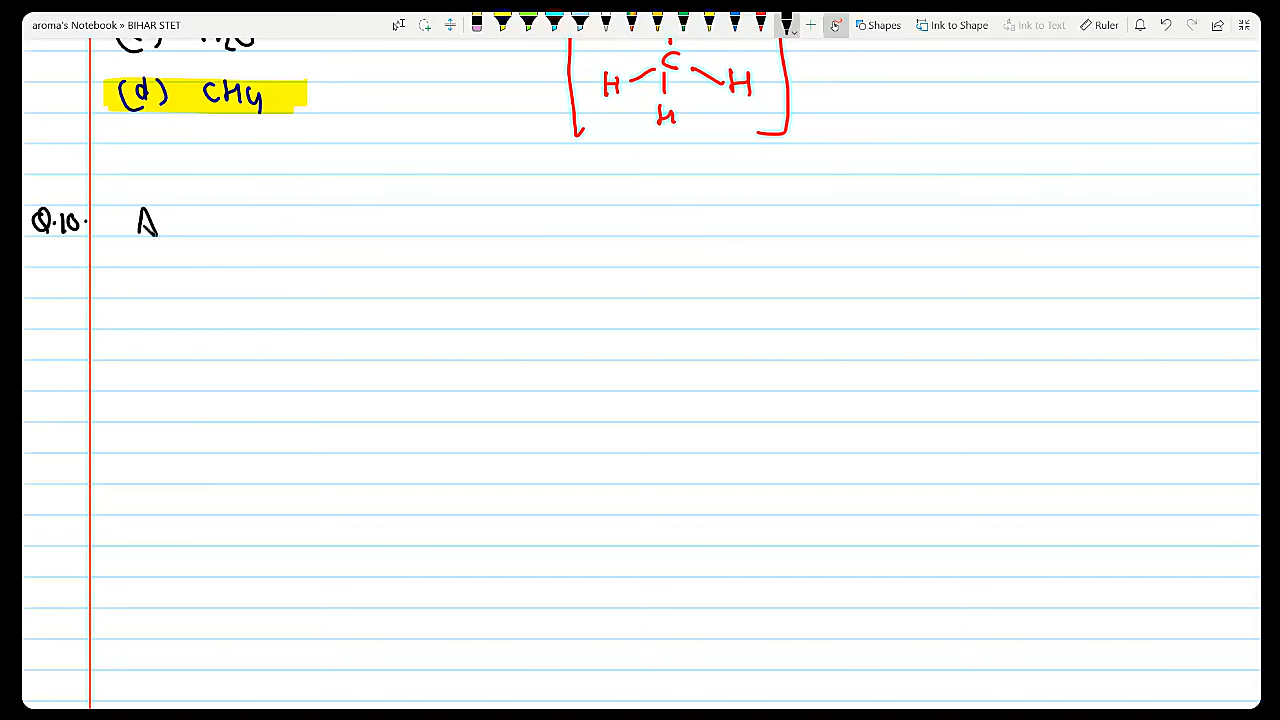 aroma's Notebook » BIHAR STET
Shapes
Ink to Shape
Ink to Text
Ruler
(d) CH4
C
H H
H
Q.10. A